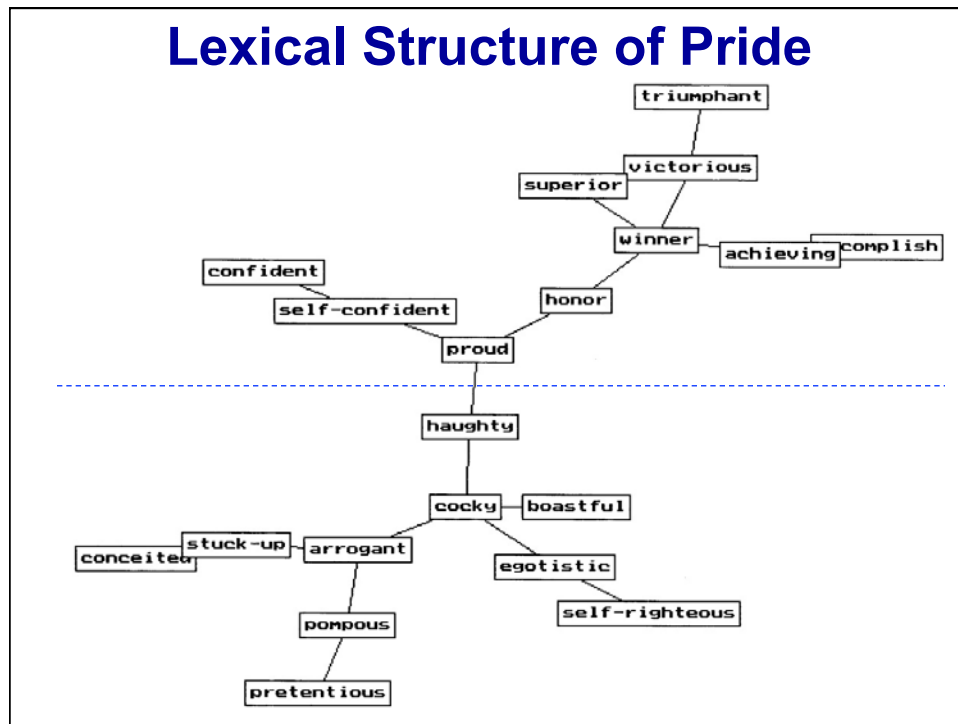 Lexical Structure of Pride
triumphant
victorious
superior
winner
achieving
complish
confident
self-confident
honor
proud
haughty
cocky
boastful
stuck-up
arrogant
conceited
egotistic
self-righteous
pompous
pretentious